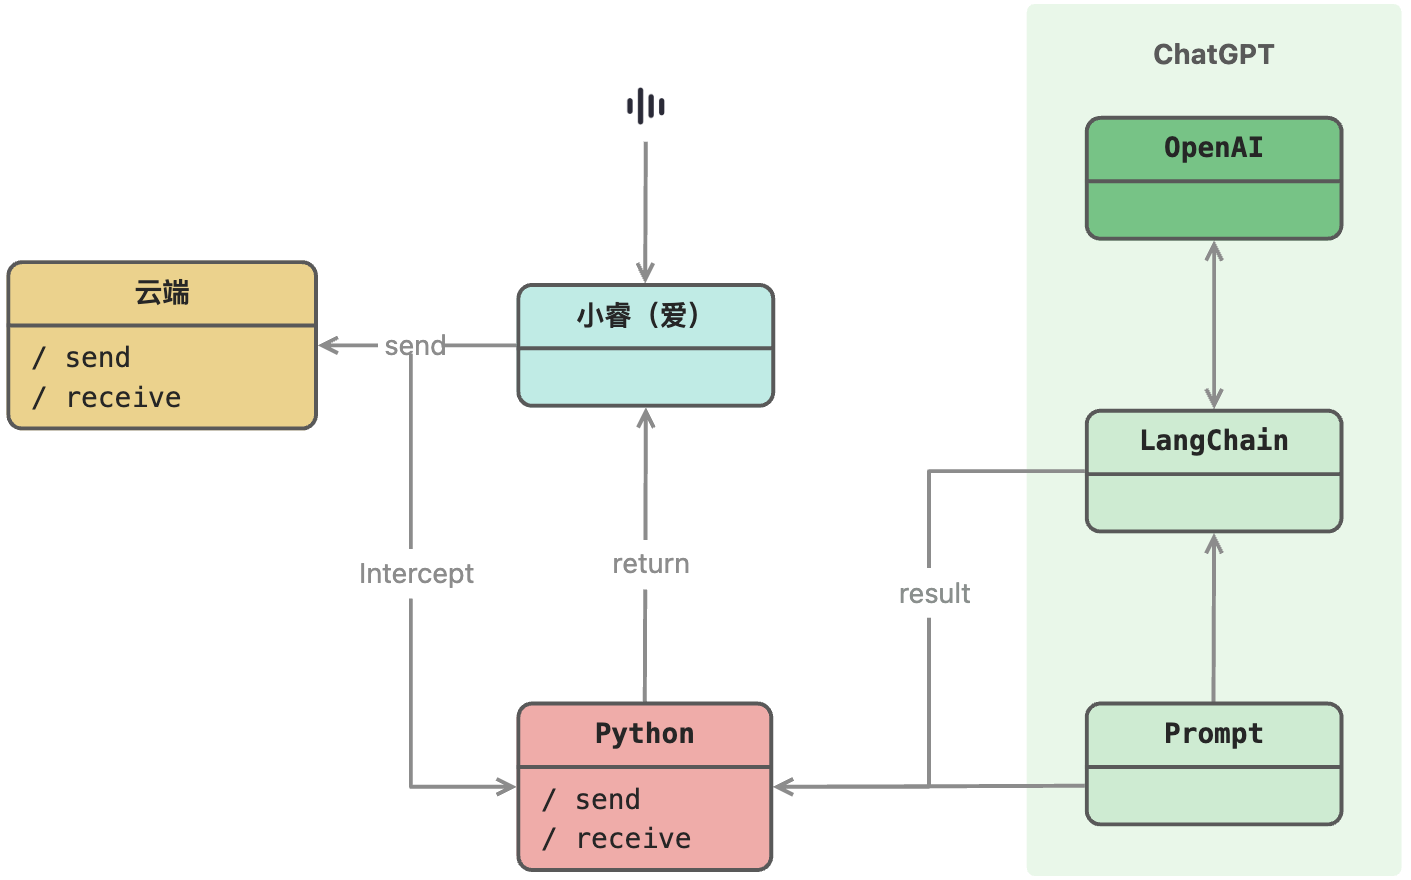 ChatGPT
OpenAI
云端
/ send
/ receive
send
小睿（爱）
LangChain
Intercept
return
result
Python
/ send
/ receive
Prompt